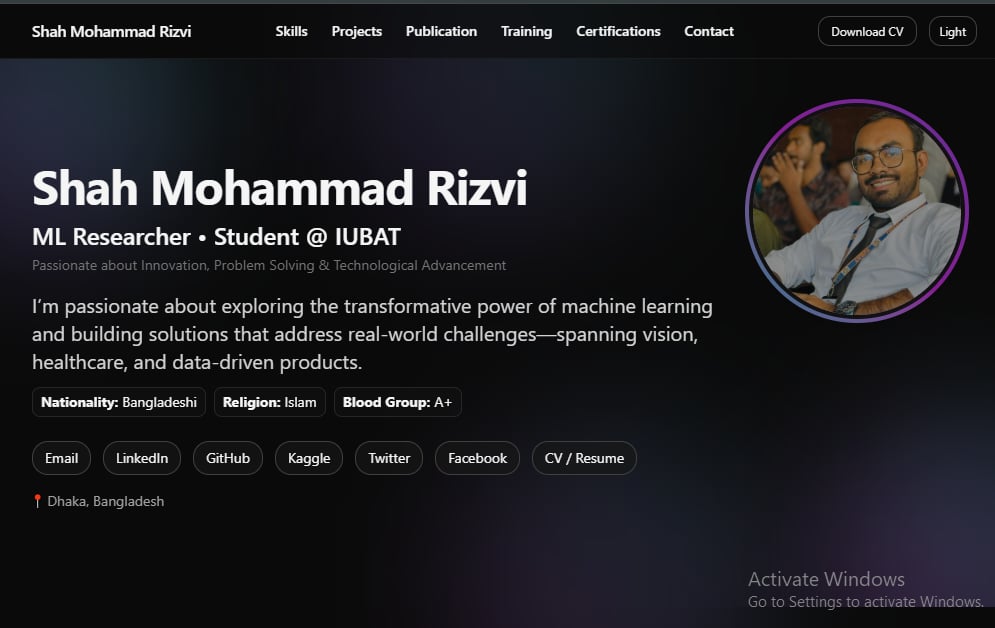 Shah Mohammad Rizvi Skills Projects Publication Training Certifications Contact Download CV Light
Shah Mohammad Rizvi
ML Researcher • Student @ IUBAT
Passionate about Innovation, Problem Solving & Technological Advancement
I’m passionate about exploring the transformative power of machine learning
and building solutions that address real-world challenges—spanning vision,
healthcare, and data-driven products.
Nationality: Bangladeshi Religion: Islam Blood Group: A+
Email LinkedIn GitHub Kaggle Twitter Facebook CV / Resume
📍 Dhaka, Bangladesh
Activate Windows
Go to Settings to activate Windows.